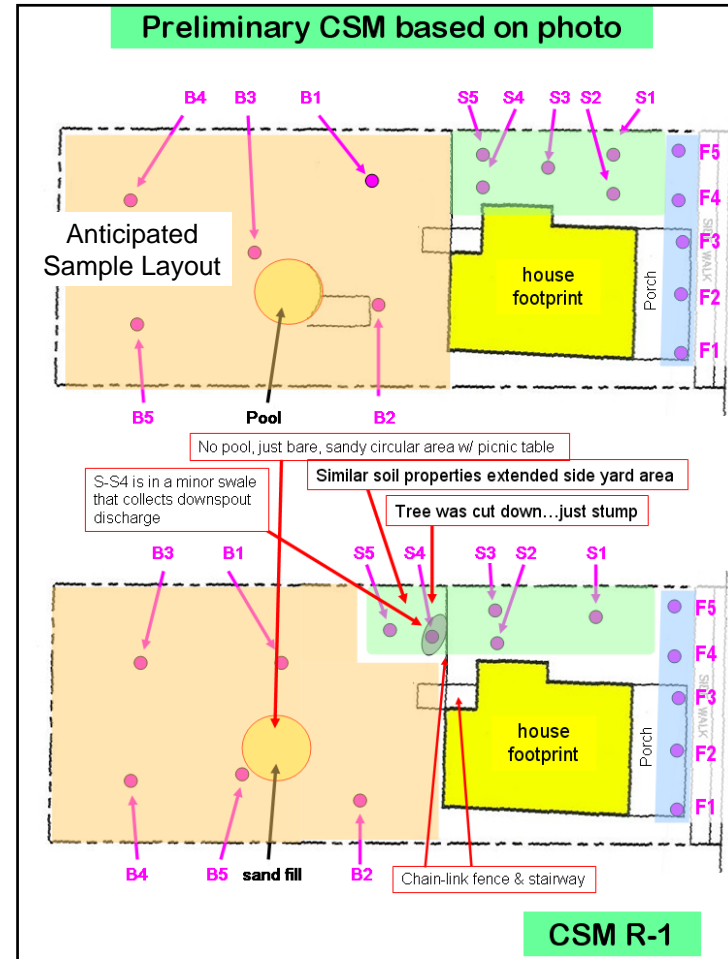 Preliminary CSM based on photo
B4 B3 B1 S5 S4 S3 S2 S1
F5
F4
Anticipated
Sample Layout
F3
SIDE WALK
house
footprint
Porch
F2
F1
B5 Pool B2
No pool, just bare, sandy circular area w/ picnic table
S-S4 is in a minor swale
that collects downspout
discharge
Similar soil properties extended side yard area
Tree was cut down...just stump
B3 B1 S5 S4 S3 S2 S1
F5
F4
SIDE WALK
F3
house
footprint
Porch
F2
F1
B4 B5 sand fill B2
Chain-link fence & stairway
CSM R-1